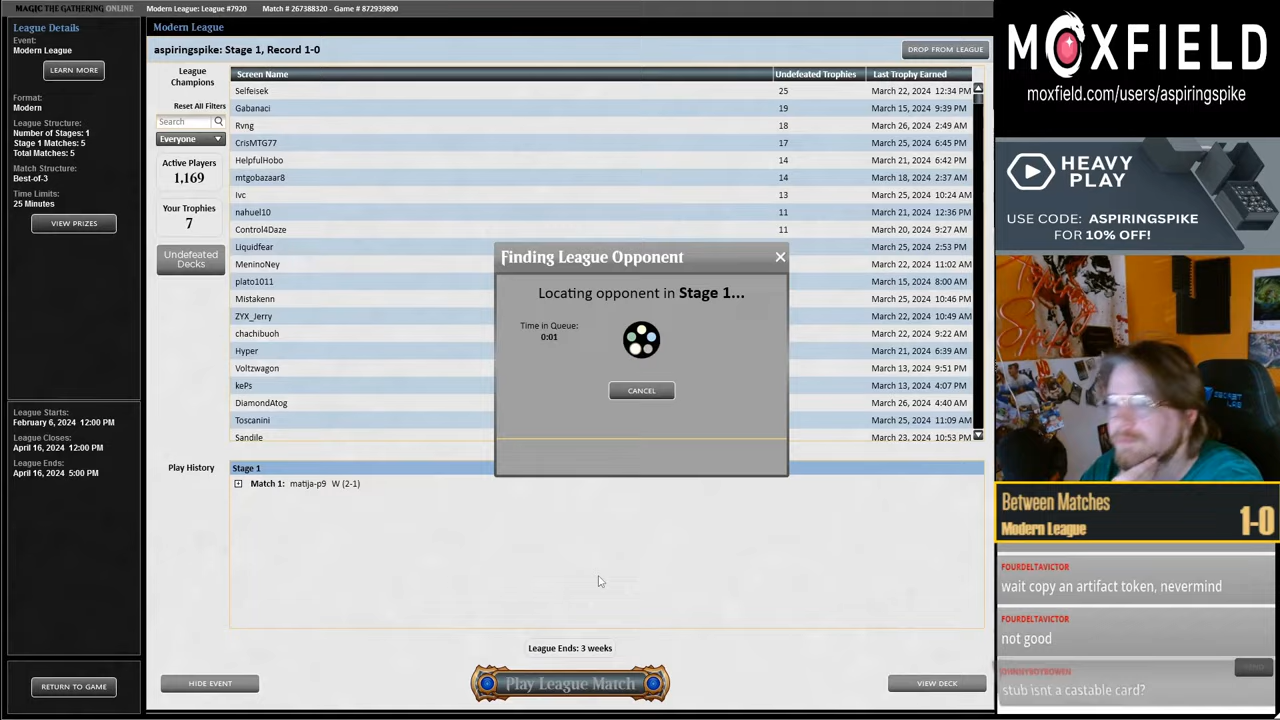 MAGIC THE GATHERING ONLINE
Modern League: League #7920
Match # 267388320 - Game # 872939890
League Details
Event:
Modern League
LEARN MORE
Format:
Modern
League Structure:
Number of Stages: 1
Stage 1 Matches: 5
Total Matches: 5
Match Structure:
Best-of-3
Time Limits:
25 Minutes
VIEW PRIZES
League Starts:
February 6, 2024 12:00 PM
League Closes:
April 16, 2024 12:00 PM
League Ends:
April 16, 2024 5:00 PM
RETURN TO GAME
Modern League
aspiringspike: Stage 1, Record 1-0
DROP FROM LEAGUE
League
Champions
Reset All Filters
Search
Everyone
Active Players
1,169
Your Trophies
7
Undefeated
Decks
Screen Name Undefeated Trophies Last Trophy Earned
Selfeisek 25 March 22, 2024 12:34 PM
Gabanaci 19 March 15, 2024 9:39 PM
Rvng 18 March 26, 2024 2:49 AM
CrisMTG77 17 March 25, 2024 6:45 PM
HelpfulHobo 14 March 21, 2024 6:42 PM
mtgobazaar8 14 March 18, 2024 2:37 AM
Ivc 13 March 25, 2024 10:24 AM
nahuel10 11 March 21, 2024 12:36 PM
Control4Daze 11 March 20, 2024 9:27 AM
Liquidfear March 25, 2024 2:53 PM
MeninoNey March 22, 2024 11:02 AM
plato1011 March 15, 2024 8:00 AM
Mistakenn March 25, 2024 10:46 PM
ZYX_Jerry March 22, 2024 10:49 AM
chachibuoh March 22, 2024 9:22 AM
Hyper March 21, 2024 6:39 AM
Voltzwagon March 13, 2024 9:51 PM
kePs March 13, 2024 4:07 PM
DiamondAtog March 26, 2024 4:40 AM
Toscanini March 25, 2024 11:09 AM
Sandile March 23, 2024 10:53 PM
Finding League Opponent
Locating opponent in Stage 1...
Time in Queue:
0:01
CANCEL
Play History
Stage 1
Match 1: matija-p9 W (2-1)
League Ends: 3 weeks
HIDE EVENT
Play League Match
VIEW DECK
MOXFIELD
moxfield.com/users/aspiringspike
HEAVY
PLAY
USE CODE: ASPIRINGSPIKE
FOR 10% OFF!
SECRET
LAB
Between Matches
Modern League
1-0
FOURDELTAVICTOR
wait copy an artifact token, nevermind
FOURDELTAVICTOR
not good
stub isnt a castable card?